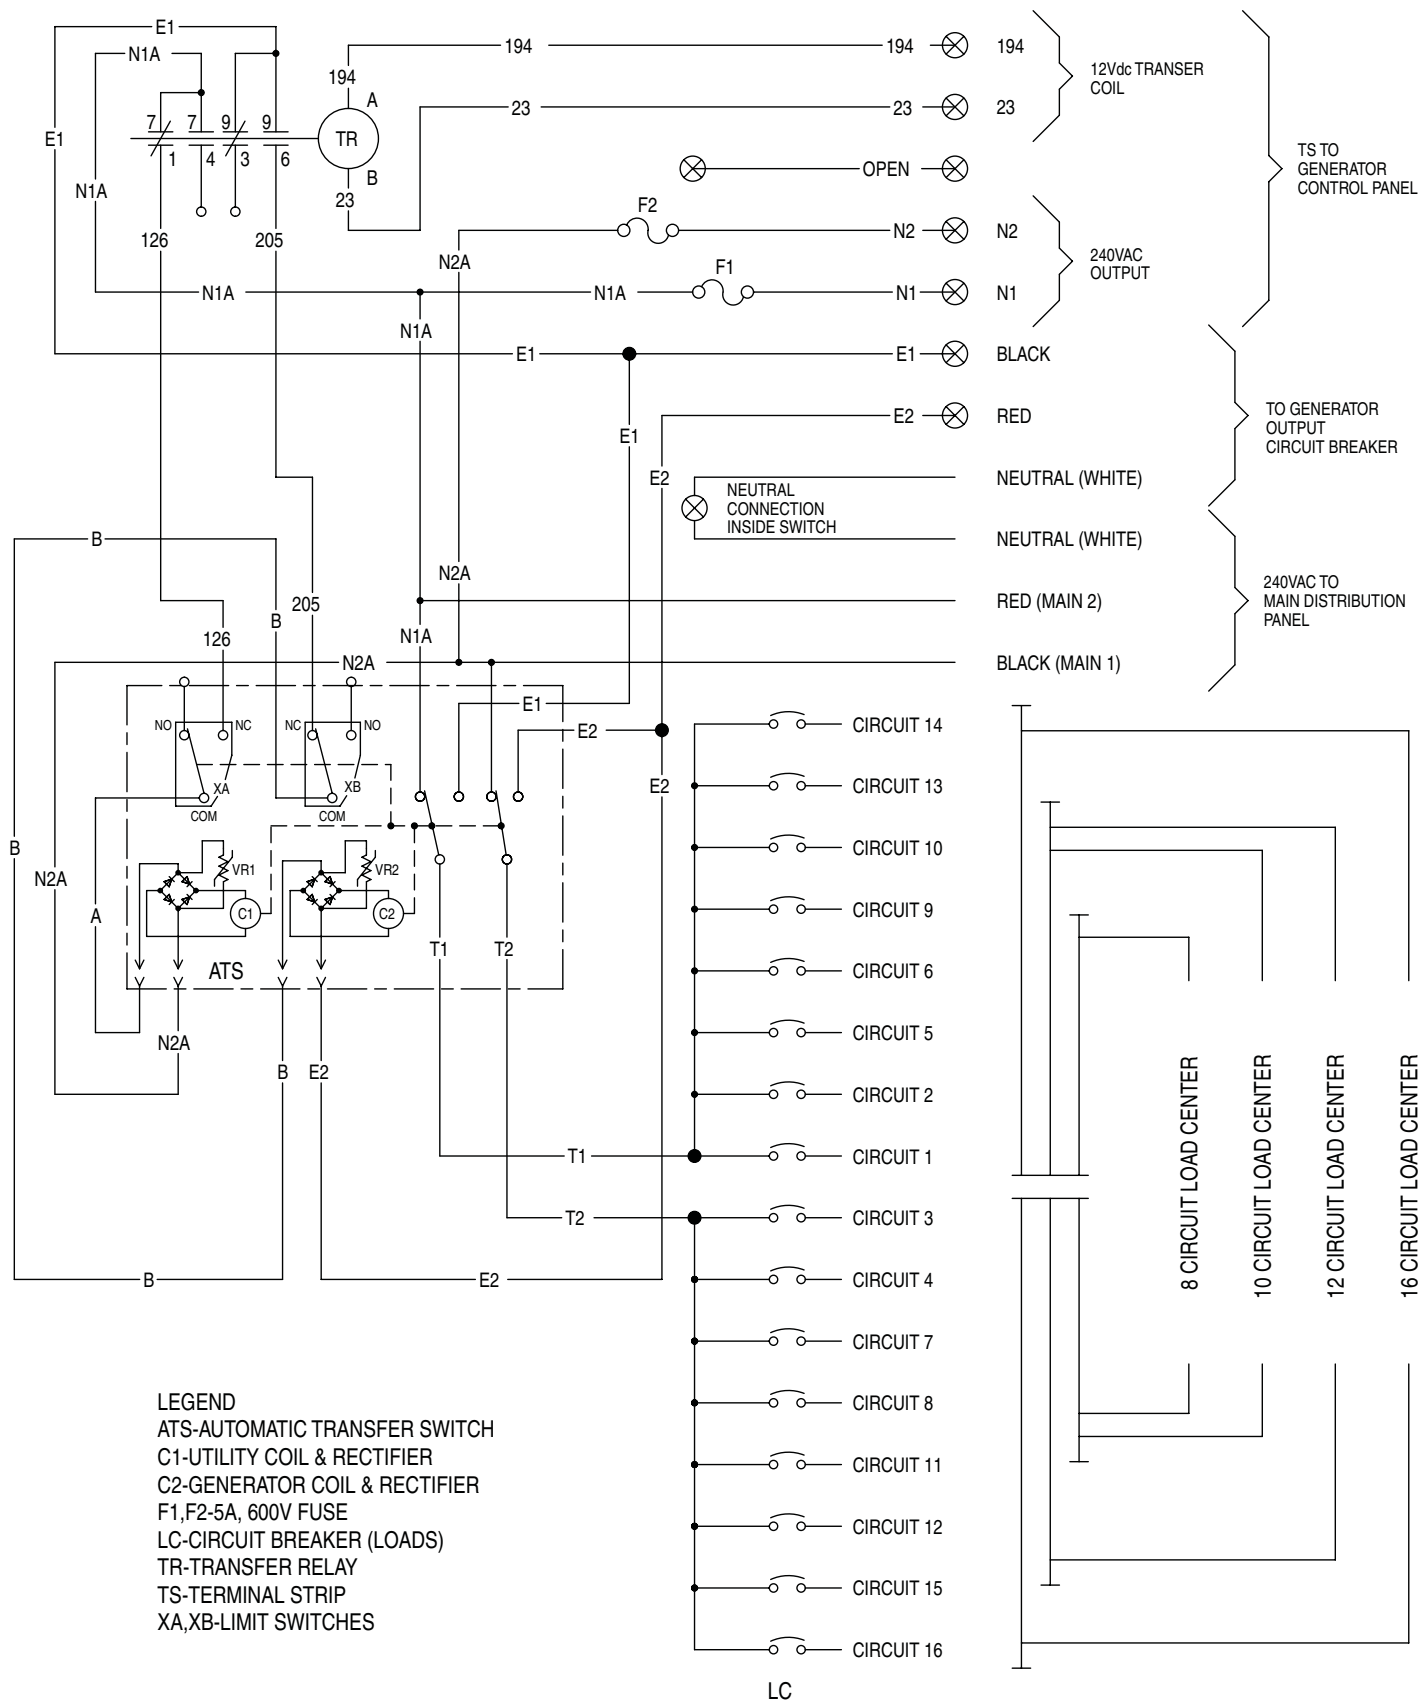 E1
N1A
194
194
194
12Vdc TRANSER
COIL
194
A
23
23
23
7
7
9
9
TR
E1
1
4
3
6
B
OPEN
TS TO
GENERATOR
CONTROL PANEL
N1A
23
F2
126
205
N2
N2
N2A
240VAC
OUTPUT
F1
N1A
N1A
N1
N1
N1A
E1
E1
BLACK
E1
E2
RED
TO GENERATOR
OUTPUT
CIRCUIT BREAKER
E2
NEUTRAL
CONNECTION
INSIDE SWITCH
NEUTRAL (WHITE)
B
NEUTRAL (WHITE)
N2A
205
B
RED (MAIN 2)
240VAC TO
MAIN DISTRIBUTION
PANEL
126
N1A
N2A
BLACK (MAIN 1)
E1
NO
NC
NC
NO
E2
XA
XB
COM
COM
E2
CIRCUIT 14
CIRCUIT 13
B
N2A
VR1
VR2
CIRCUIT 10
A
C1
C2
CIRCUIT 9
T1
T2
ATS
CIRCUIT 6
N2A
CIRCUIT 5
B
E2
CIRCUIT 2
T1
CIRCUIT 1
T2
CIRCUIT 3
B
E2
CIRCUIT 4
CIRCUIT 7
CIRCUIT 8
CIRCUIT 11
CIRCUIT 12
CIRCUIT 15
CIRCUIT 16
LC
8 CIRCUIT LOAD CENTER
10 CIRCUIT LOAD CENTER
12 CIRCUIT LOAD CENTER
16 CIRCUIT LOAD CENTER
LEGEND
ATS-AUTOMATIC TRANSFER SWITCH
C1-UTILITY COIL & RECTIFIER
C2-GENERATOR COIL & RECTIFIER
F1,F2-5A, 600V FUSE
LC-CIRCUIT BREAKER (LOADS)
TR-TRANSFER RELAY
TS-TERMINAL STRIP
XA,XB-LIMIT SWITCHES